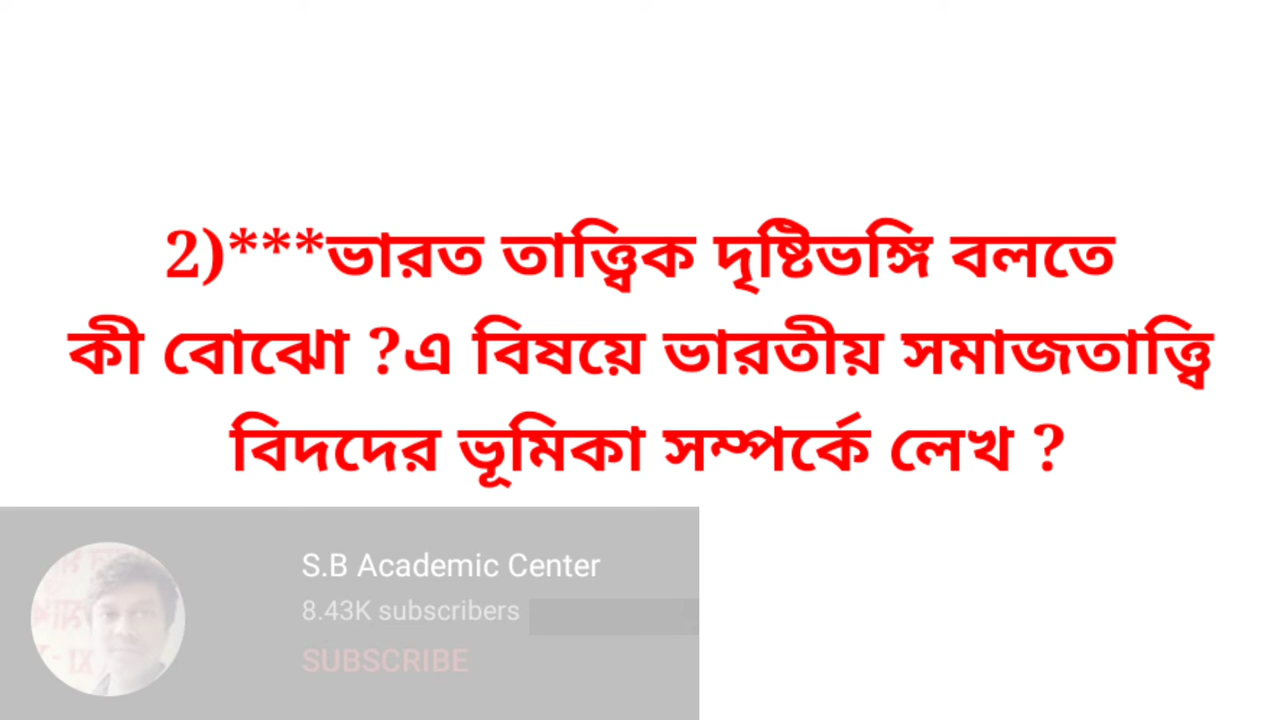 2)***ভারত তাত্ত্বিক দৃষ্টিভঙ্গি বলতে
কী বোঝো ?এ বিষয়ে ভারতীয় সমাজতাত্ত্বি
বিদদের ভূমিকা সম্পর্কে লেখ ?
S.B Academic Center
8.43K subscribers
SUBSCRIBE